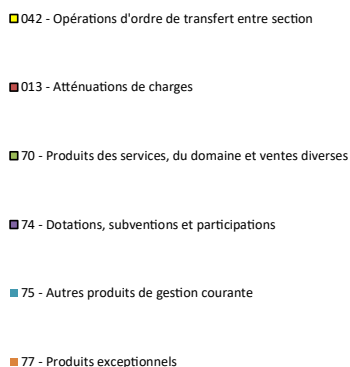 042 - Opérations d'ordre de transfert entre section
013 - Atténuations de charges
70 - Produits des services, du domaine et ventes diverses
74 - Dotations, subventions et participations
75 - Autres produits de gestion courante
77 - Produits exceptionnels